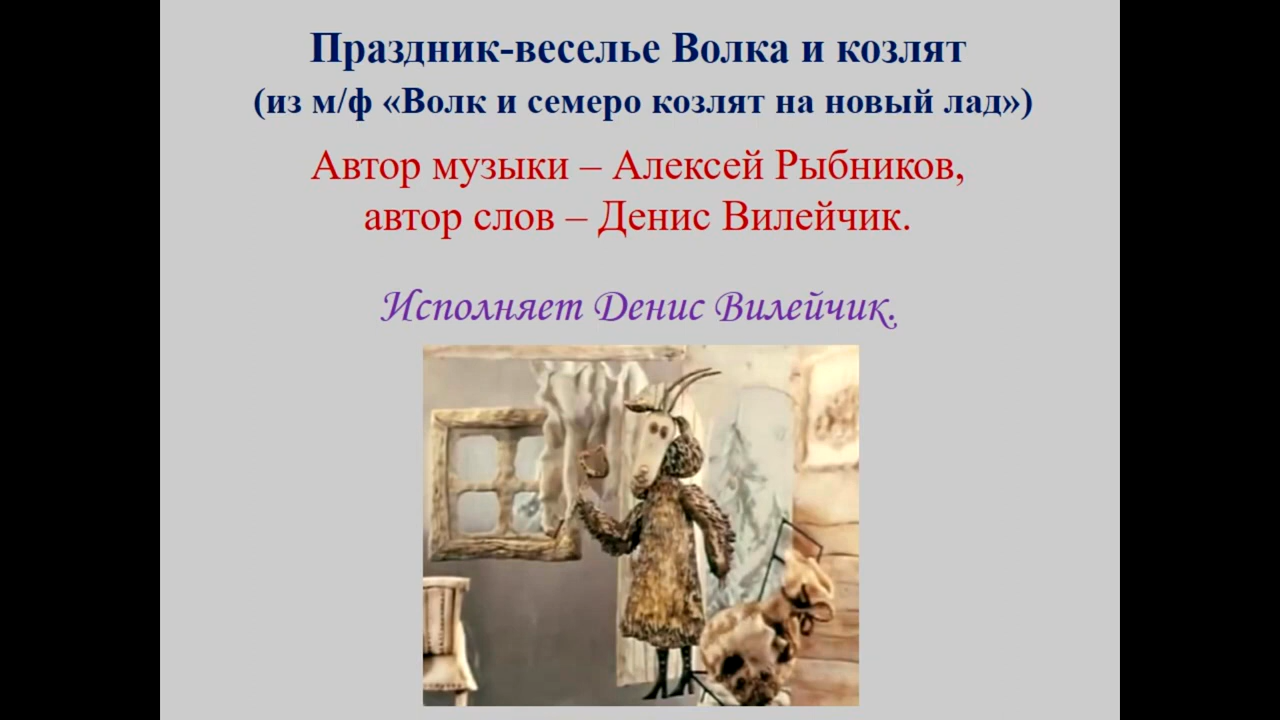 Праздник-веселье Волка и козлят
(из м/ф «Волк и семеро козлят на новый лад»)
Автор музыки – Алексей Рыбников,
автор слов – Денис Вилейчик.
Исполняет Денис Вилейчик.